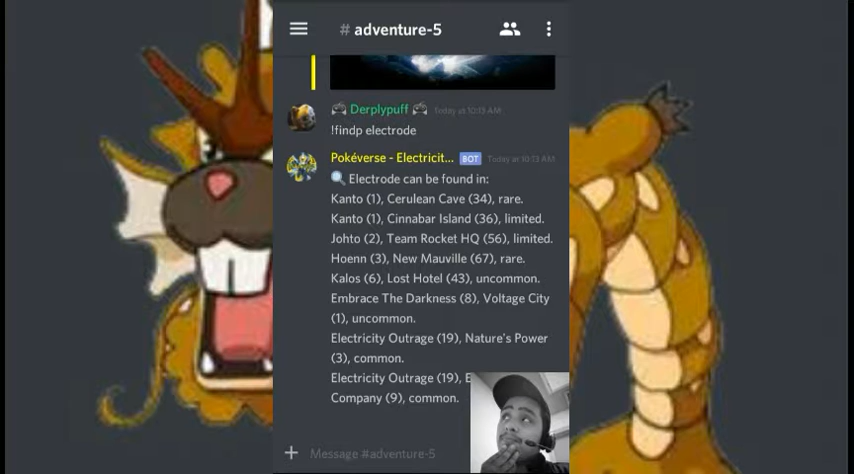 # adventure-5
Derplypuff Today at 10:13 AM
!findp electrode
Pokéverse - Electricit... BOT Today at 10:13 AM
Electrode can be found in:
Kanto (1), Cerulean Cave (34), rare.
Kanto (1), Cinnabar Island (36), limited.
Johto (2), Team Rocket HQ (56), limited.
Hoenn (3), New Mauville (67), rare.
Kalos (6), Lost Hotel (43), uncommon.
Embrace The Darkness (8), Voltage City
(1), uncommon.
Electricity Outrage (19), Nature's Power
(3), common.
Electricity Outrage (19), E
Company (9), common.
Message #adventure-5